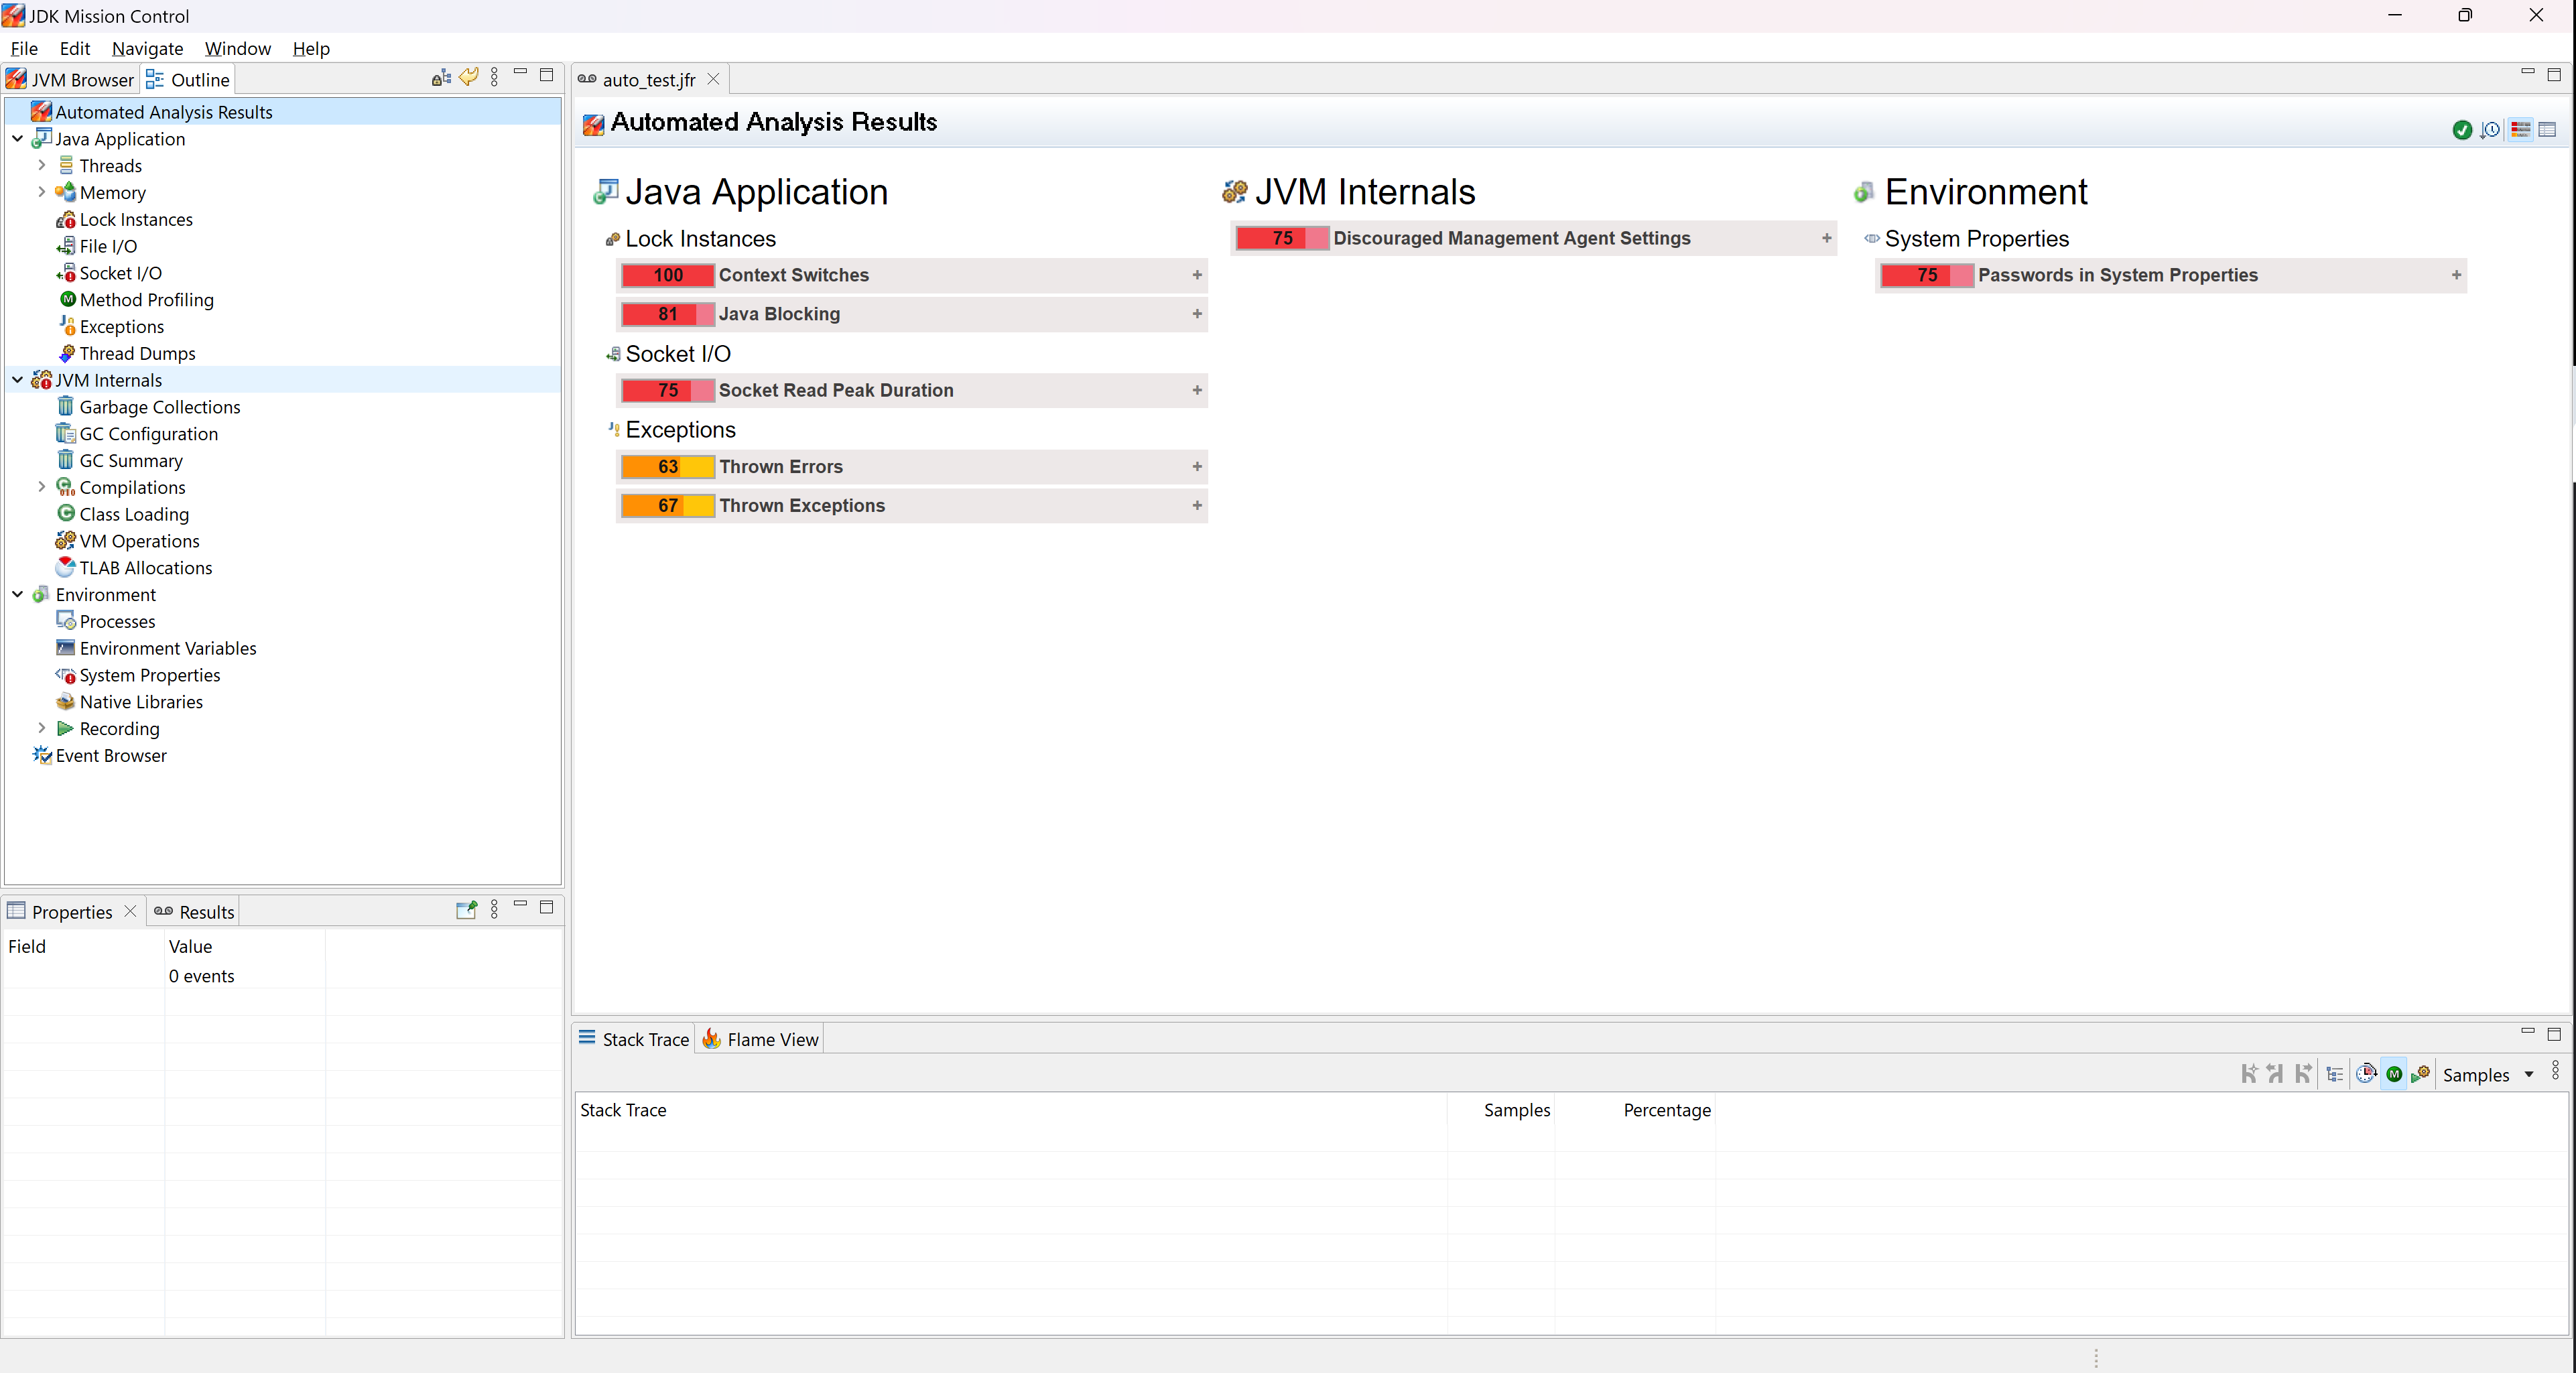 JDK Mission Control
File Edit Navigate Window Help
JVM Browser Outline
Automated Analysis Results
Java Application
Threads
Memory
Lock Instances
File I/O
Socket I/O
Method Profiling
Exceptions
Thread Dumps
JVM Internals
Garbage Collections
GC Configuration
GC Summary
Compilations
Class Loading
VM Operations
TLAB Allocations
Environment
Processes
Environment Variables
System Properties
Native Libraries
Recording
Event Browser
Properties Results
Field Value
0 events
auto_test.jfr
Automated Analysis Results
Java Application
Lock Instances
100 Context Switches +
81 Java Blocking +
Socket I/O
75 Socket Read Peak Duration +
Exceptions
63 Thrown Errors +
67 Thrown Exceptions +
JVM Internals
75 Discouraged Management Agent Settings +
Environment
System Properties
75 Passwords in System Properties +
Stack Trace Flame View
Samples
Stack Trace Samples Percentage